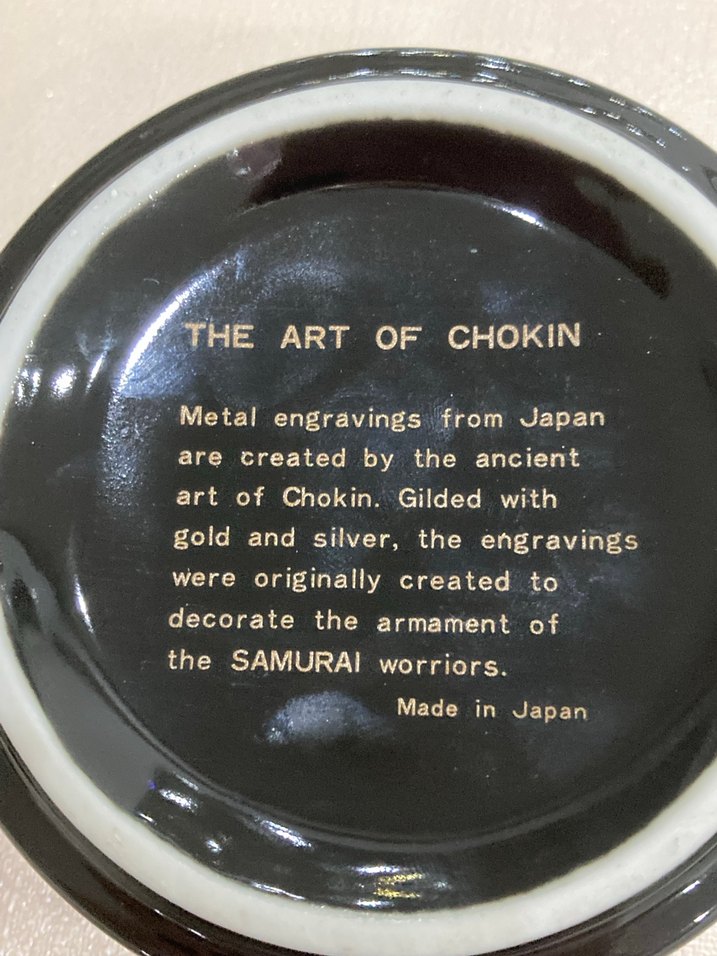 THE ART OF CHOKIN
Metal engravings from Japan
are created by the ancient
art of Chokin. Gilded with
gold and silver, the engravings
were originally created to
decorate the armament of
the SAMURAI worriors.
Made in Japan